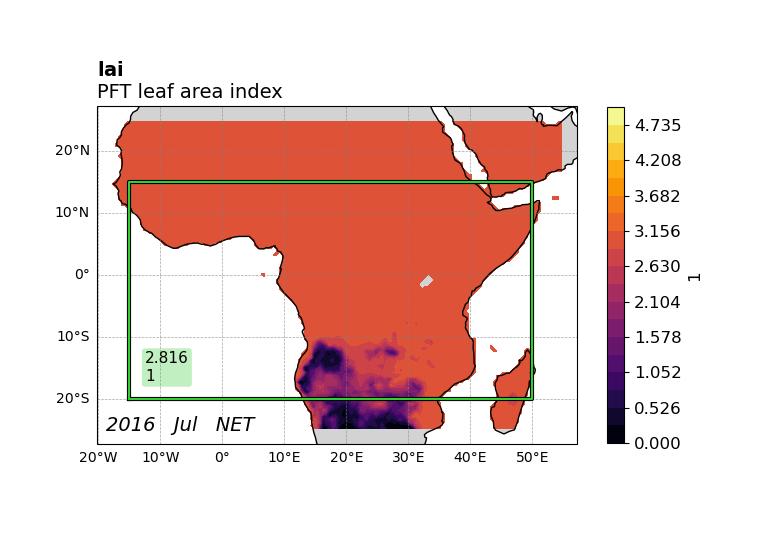 lai
PFT leaf area index
20°N
10°N
0°
10°S
20°S
2.816
1
2016 Jul NET
20°W 10°W 0° 10°E 20°E 30°E 40°E 50°E
4.735
4.208
3.682
3.156
2.630
2.104
1.578
1.052
0.526
0.000
1